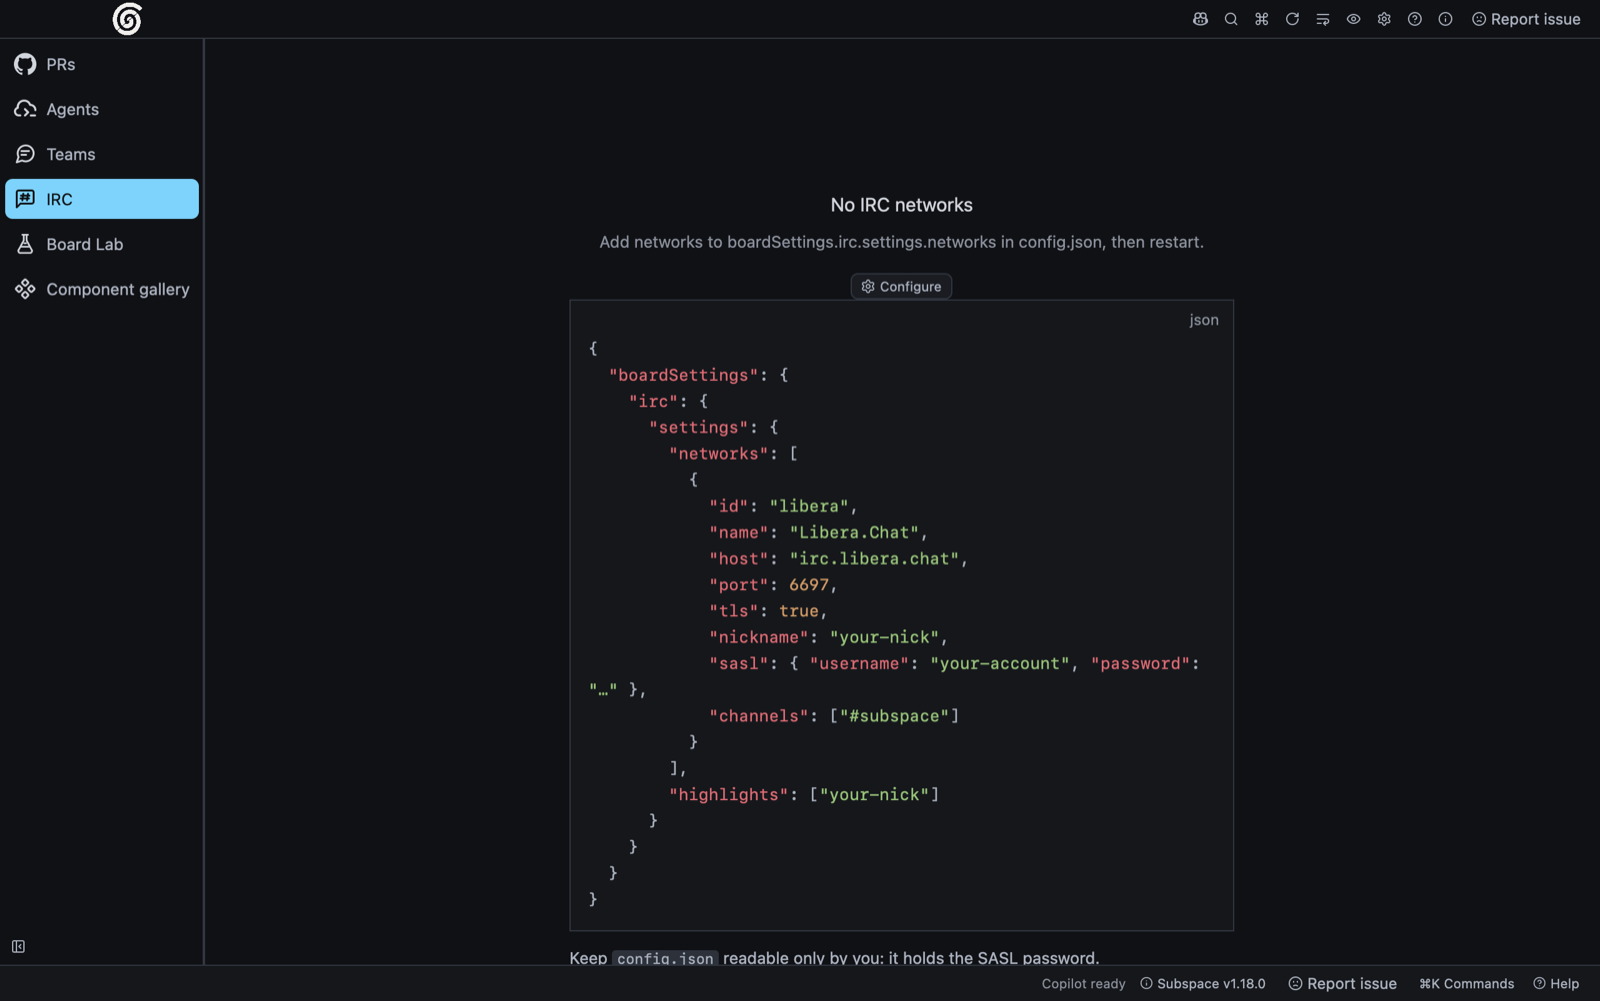 Report issue
PRs
Agents
Teams
IRC
Board Lab
Component gallery
No IRC networks
Add networks to boardSettings.irc.settings.networks in config.json, then restart.
Configure
json
{
  "boardSettings": {
    "irc": {
      "settings": {
        "networks": [
          {
            "id": "libera",
            "name": "Libera.Chat",
            "host": "irc.libera.chat",
            "port": 6697,
            "tls": true,
            "nickname": "your-nick",
            "sasl": { "username": "your-account", "password":
"…" },
            "channels": ["#subspace"]
          }
        ],
        "highlights": ["your-nick"]
      }
    }
  }
}
Keep config.json readable only by you; it holds the SASL password.
Copilot ready
Subspace v1.18.0
Report issue
⌘K Commands
Help